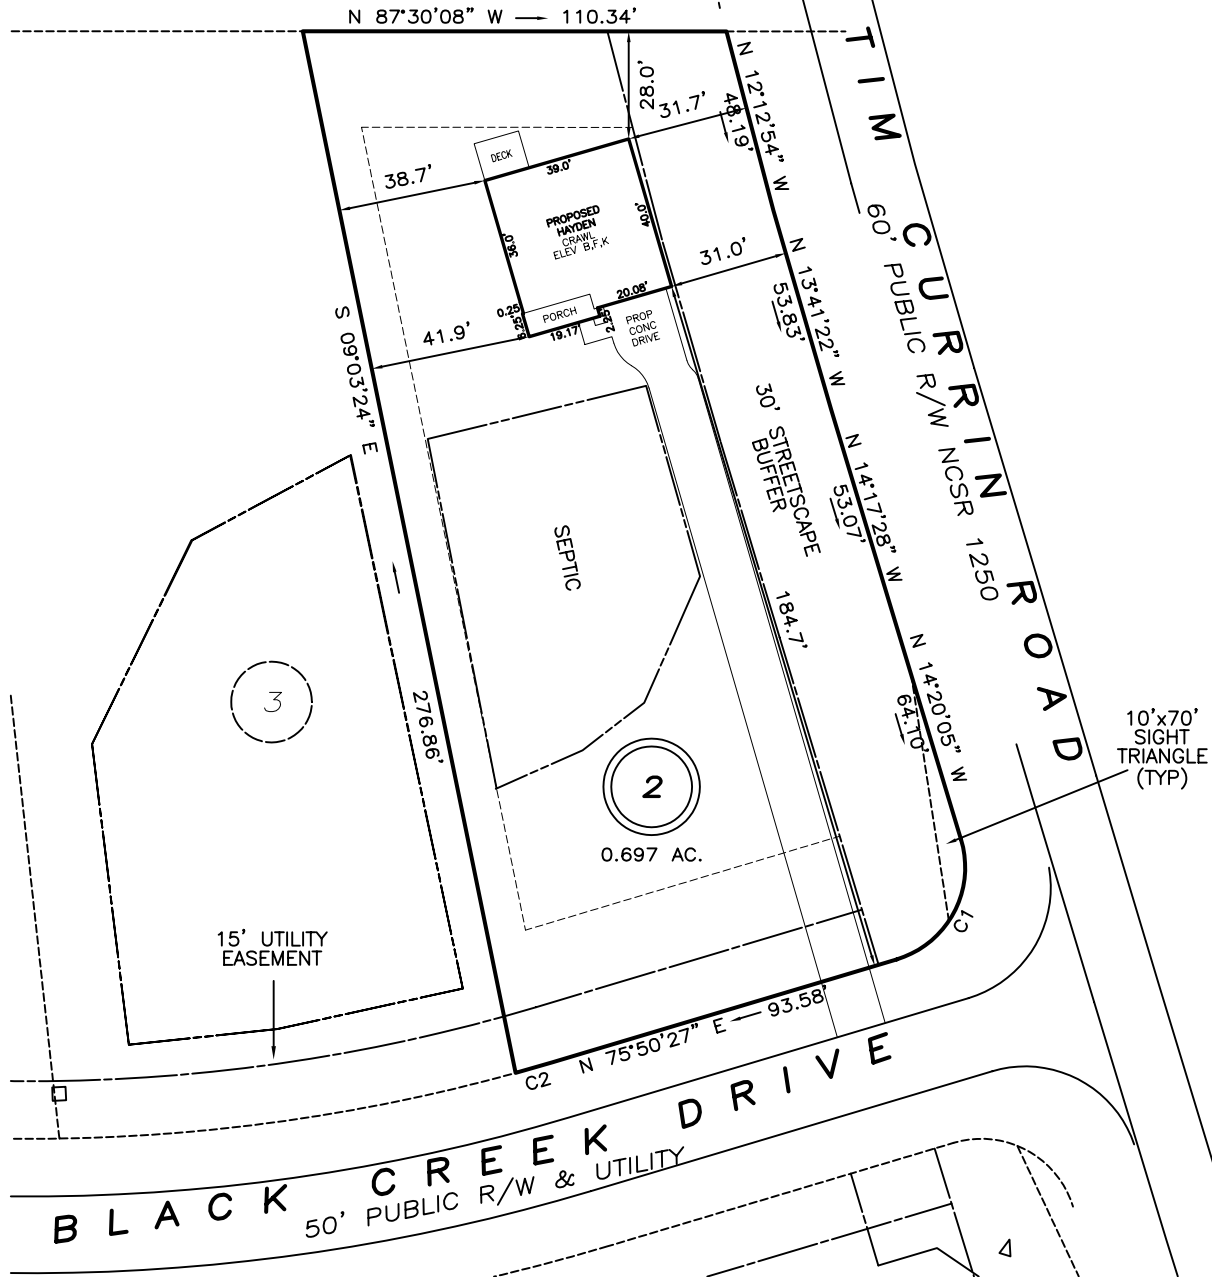 N 87°30'08" W 110.34'
TIM CURRIN ROAD
60' PUBLIC R/W NCSR 1250
N 12°12'54" W
48.19'
28.0'
31.7'
38.7'
DECK
39.0'
PROPOSED
HAYDEN
CRAWL
ELEV B,F,K
36.0'
40.0'
31.0'
N 13°41'22" W
53.83'
0.25
6.25'
PORCH
19.17'
2.25'
20.08'
PROP
CONC
DRIVE
41.9'
S 09°03'24" E
276.86'
30' STREETSCAPE
BUFFER
N 14°17'28" W
53.07'
SEPTIC
184.7'
N 14°20'05" W
64.10'
10'x70'
SIGHT
TRIANGLE
(TYP)
3
2
0.697 AC.
15' UTILITY
EASEMENT
C1
C2
N 75°50'27" E 93.58'
BLACK CREEK DRIVE
50' PUBLIC R/W & UTILITY